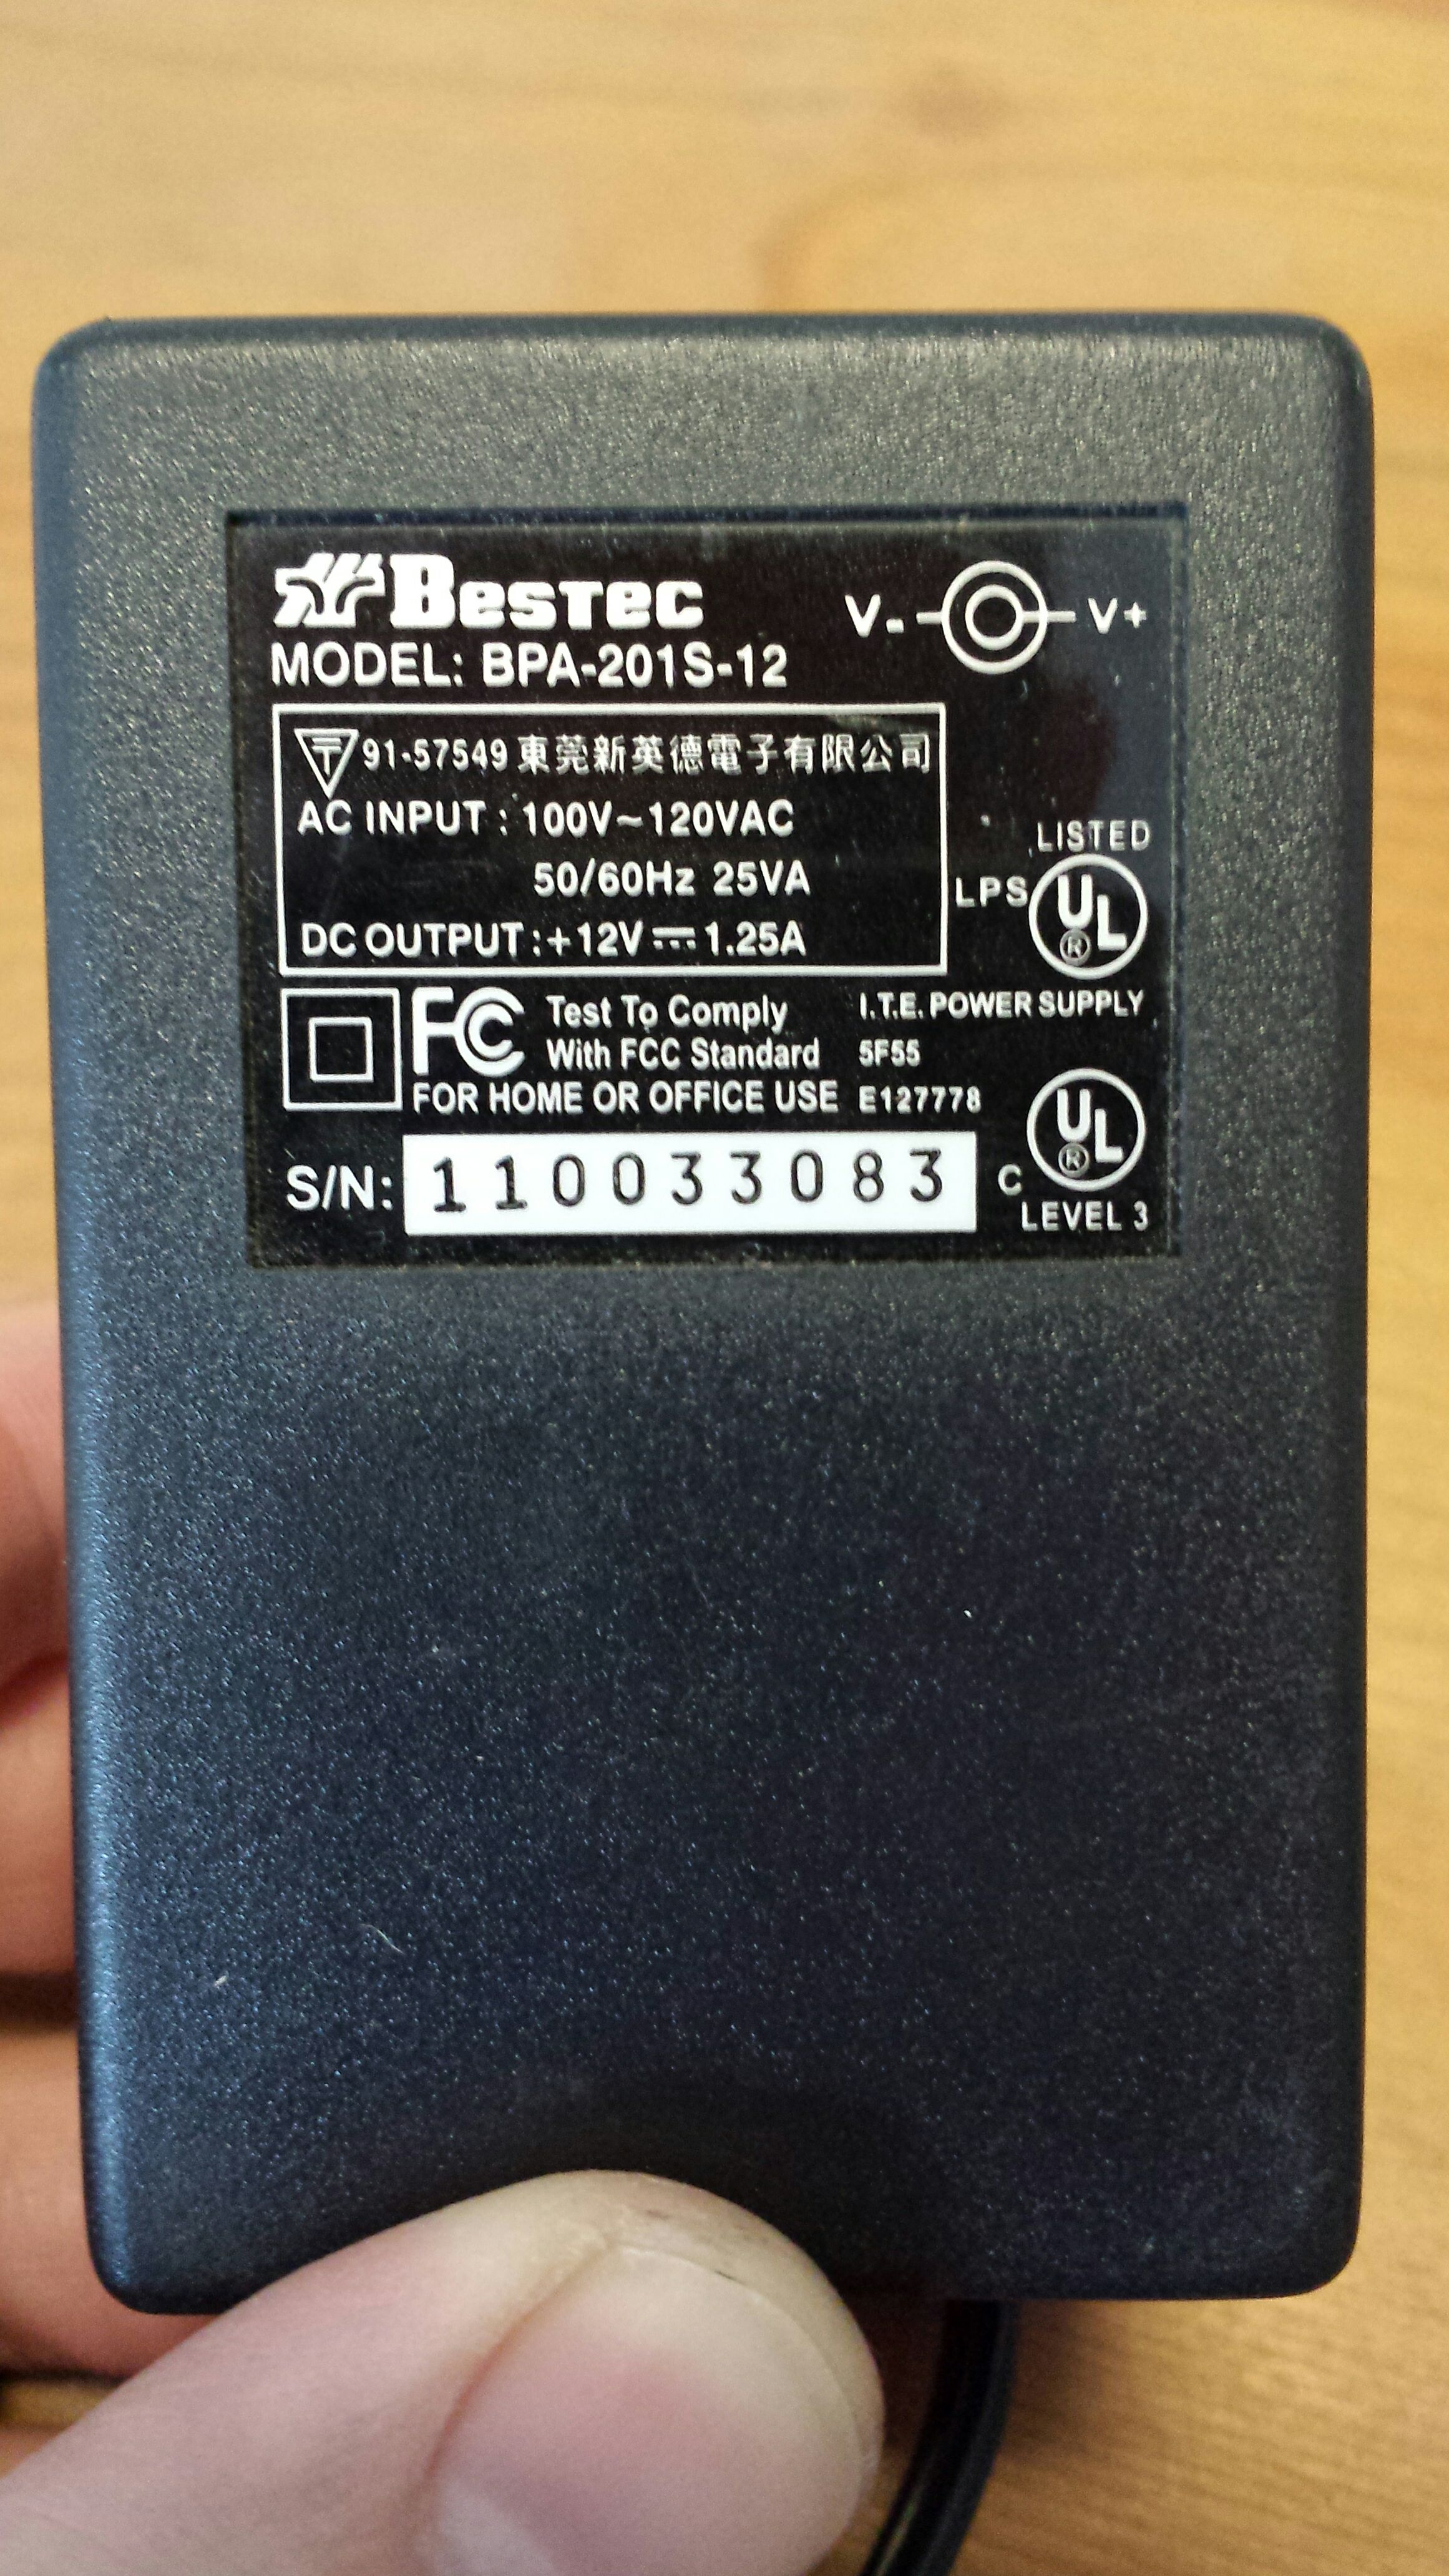 BESTEC
V- V+
MODEL: BPA-201S-12
〒 91-57549 東莞新英德電子有限公司
AC INPUT : 100V~120VAC
50/60Hz 25VA
DC OUTPUT : +12V ⎓ 1.25A
LISTED
LPS UL ®
I.T.E. POWER SUPPLY
5F55
E127778
FC Test To Comply
With FCC Standard
FOR HOME OR OFFICE USE
C UL ®
LEVEL 3
S/N: 110033083